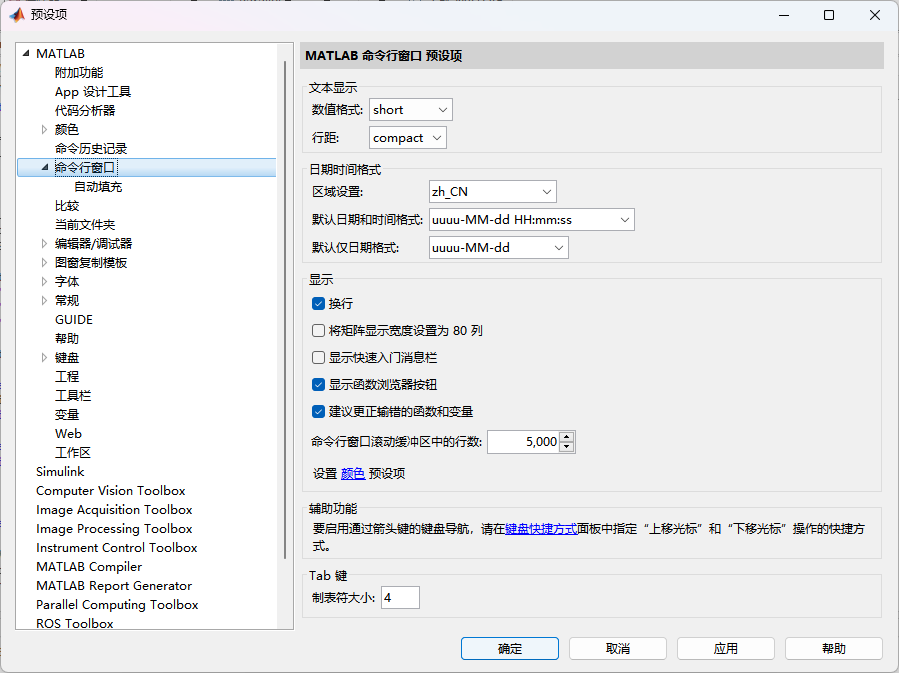 预设项
MATLAB
附加功能
App 设计工具
代码分析器
颜色
命令历史记录
命令行窗口
自动填充
比较
当前文件夹
编辑器/调试器
图窗复制模板
字体
常规
GUIDE
帮助
键盘
工程
工具栏
变量
Web
工作区
Simulink
Computer Vision Toolbox
Image Acquisition Toolbox
Image Processing Toolbox
Instrument Control Toolbox
MATLAB Compiler
MATLAB Report Generator
Parallel Computing Toolbox
ROS Toolbox
MATLAB 命令行窗口 预设项
文本显示
数值格式: short
行距: compact
日期时间格式
区域设置: zh_CN
默认日期和时间格式: uuuu-MM-dd HH:mm:ss
默认仅日期格式: uuuu-MM-dd
显示
换行
将矩阵显示宽度设置为 80 列
显示快速入门消息栏
显示函数浏览器按钮
建议更正输错的函数和变量
命令行窗口滚动缓冲区中的行数: 5,000
设置 颜色 预设项
辅助功能
要启用通过箭头键的键盘导航，请在键盘快捷方式面板中指定“上移光标”和“下移光标”操作的快捷方
式。
Tab 键
制表符大小: 4
确定 取消 应用 帮助